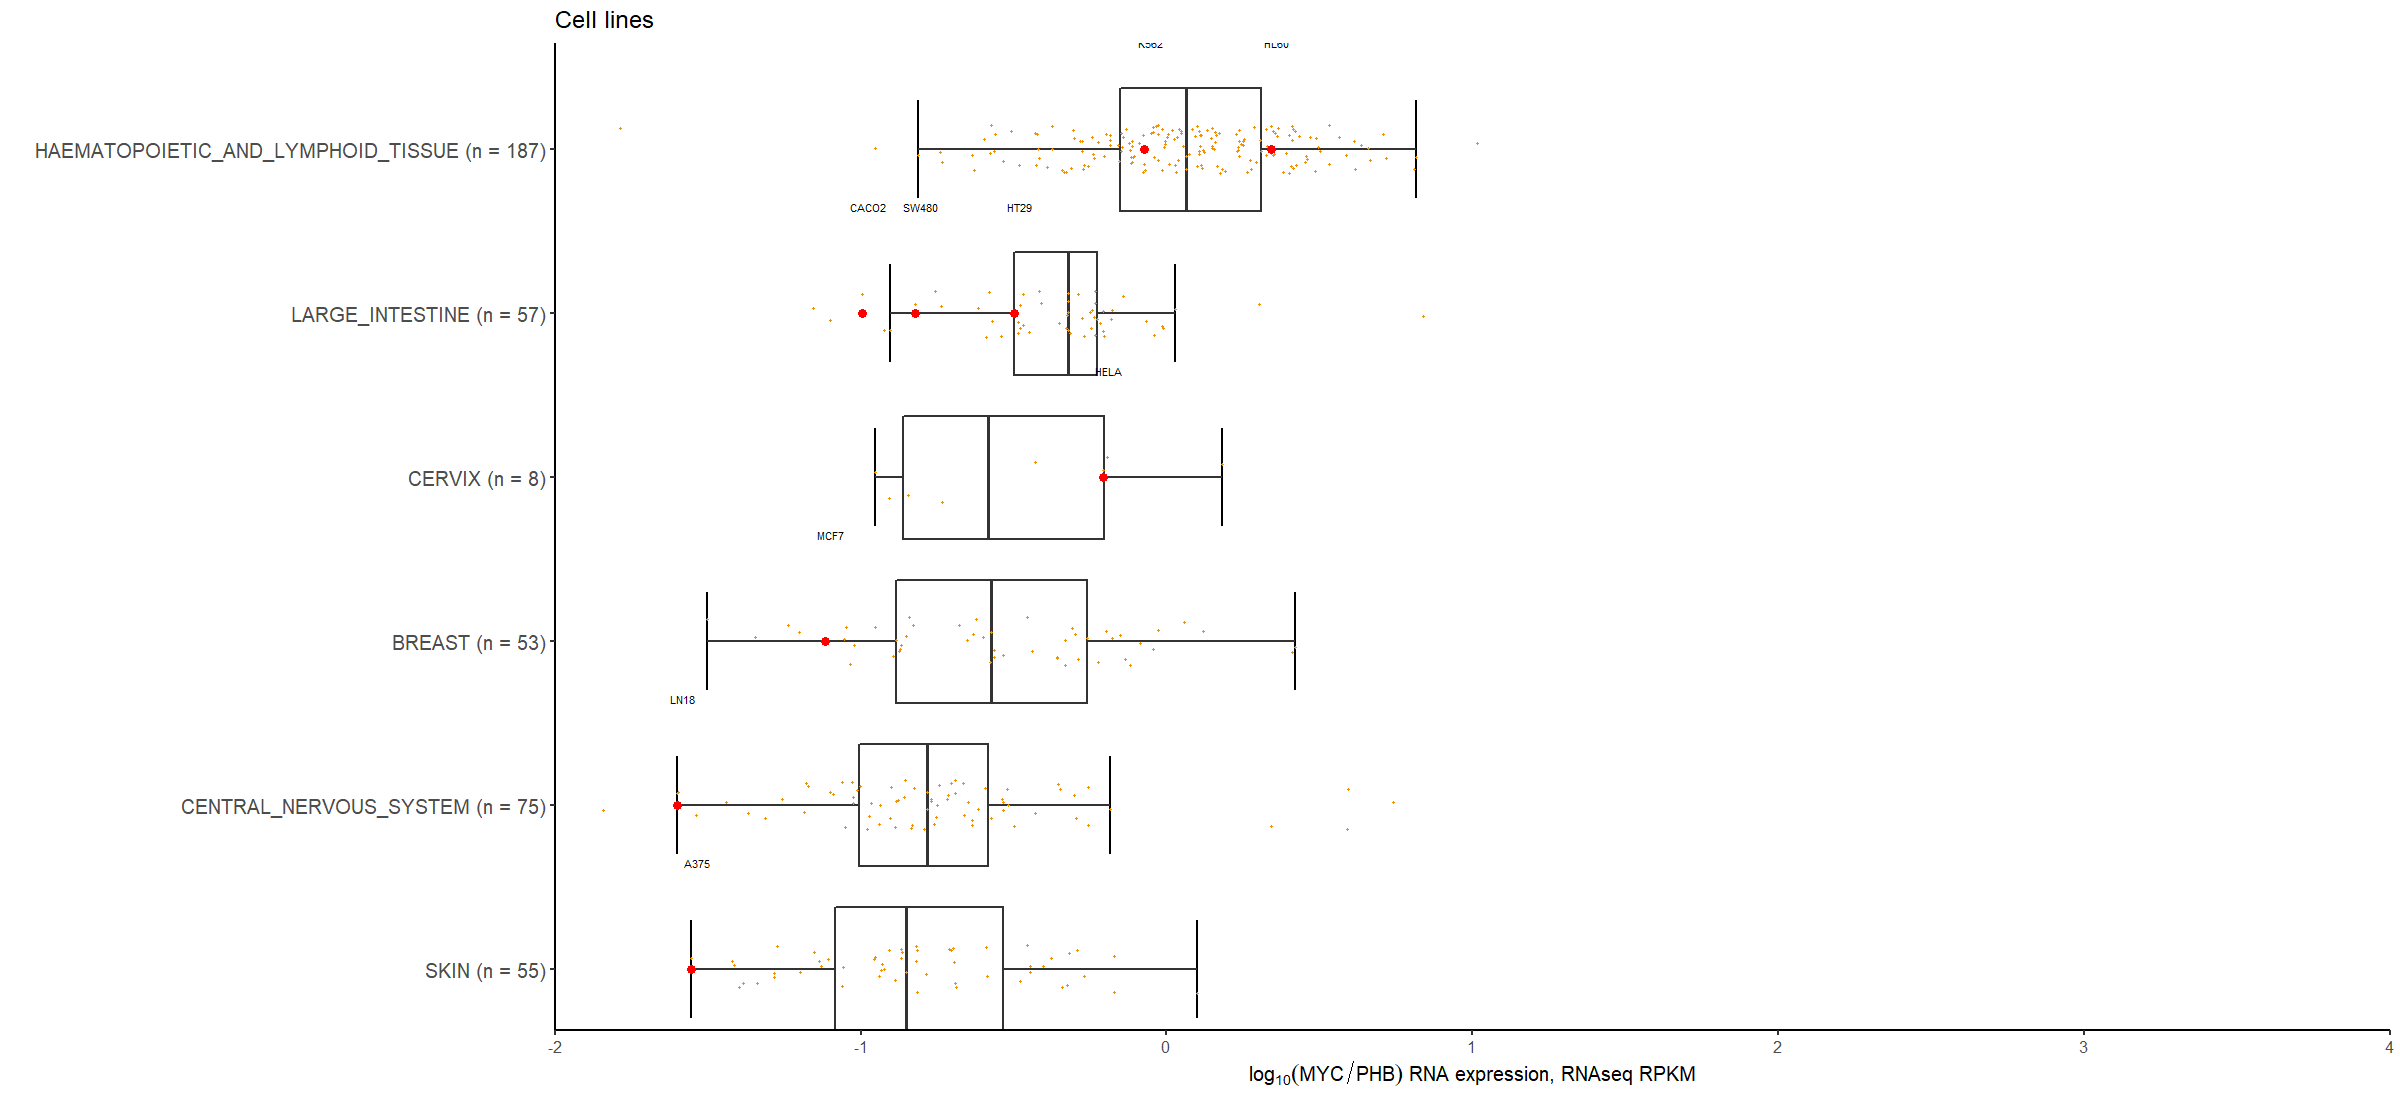 Cell lines
K562 HL60
HAEMATOPOIETIC_AND_LYMPHOID_TISSUE (n = 187)
CACO2 SW480 HT29
LARGE_INTESTINE (n = 57)
HELA
CERVIX (n = 8)
MCF7
BREAST (n = 53)
LN18
CENTRAL_NERVOUS_SYSTEM (n = 75)
A375
SKIN (n = 55)
-2 -1 0 1 2 3 4
log10(MYC/PHB) RNA expression, RNAseq RPKM